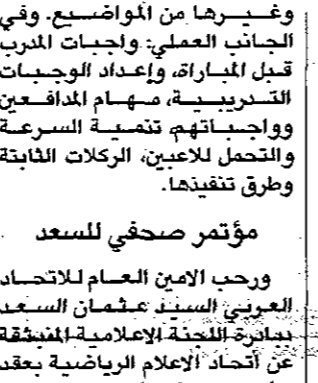 وغيرها من المواضيع. وفي
الجانب العملي: واجبات المدرب
قبل المباراة، وإعداد الوجبات
التدريبية، مهام المدافعين
وواجباتهم، تنمية السرعة
والتحمل للاعبين، الركلات الثابتة
وطرق تنفيذها.
مؤتمر صحفي للسعد
ورحب الامين العام للاتحاد
العربي السيد عثمان السعد
بمبادرة اللجنة الاعلامية المنبثقة
عن اتحاد الاعلام الرياضية بعقد